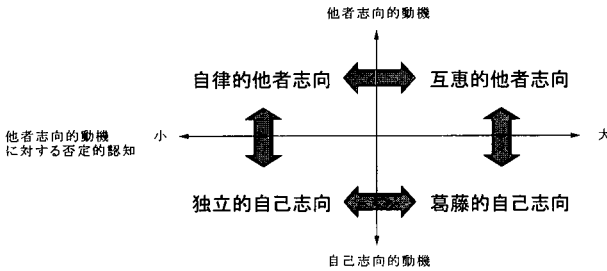 他者志向的動機
自律的他者志向
互恵的他者志向
他者志向的動機
に対する否定的認知
小
大
独立的自己志向
葛藤的自己志向
自己志向的動機